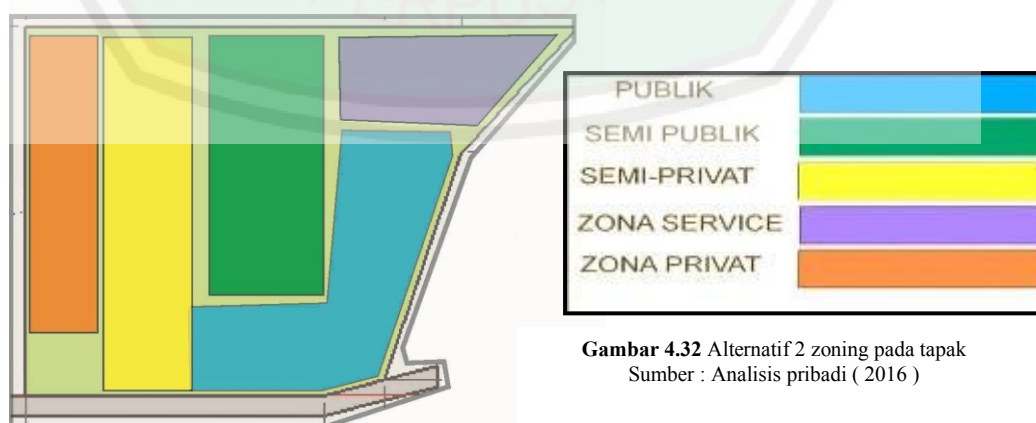 PUBLIK
SEMI PUBLIK
SEMI-PRIVAT
ZONA SERVICE
ZONA PRIVAT
Gambar 4.32 Alternatif 2 zoning pada tapak
Sumber : Analisis pribadi ( 2016 )